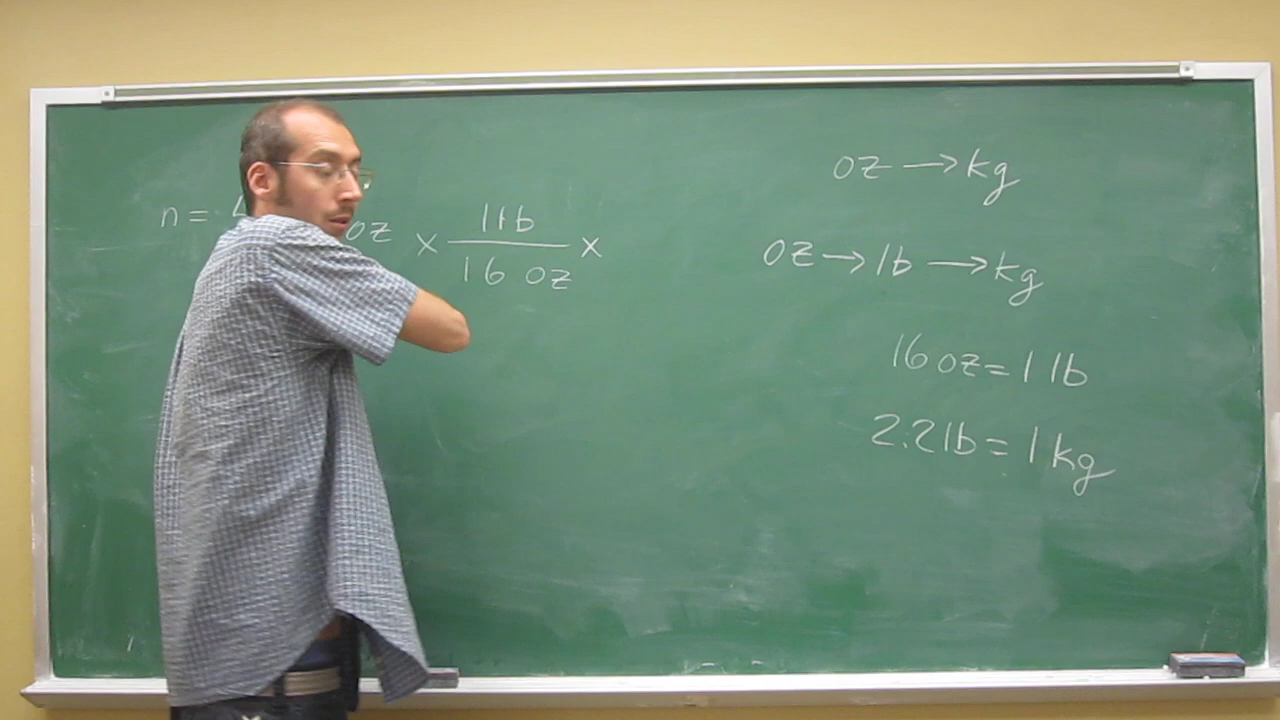 n = oz × 1 lb / 16 oz ×
oz → kg
oz → lb → kg
16 oz = 1 lb
2.2 lb = 1 kg